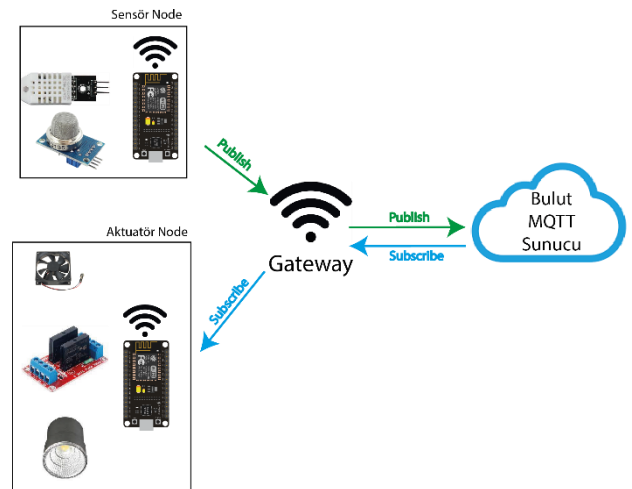 Sensör Node
Publish
Publish
Bulut
MQTT
Sunucu
Subscribe
Gateway
Aktuatör Node
Subscribe